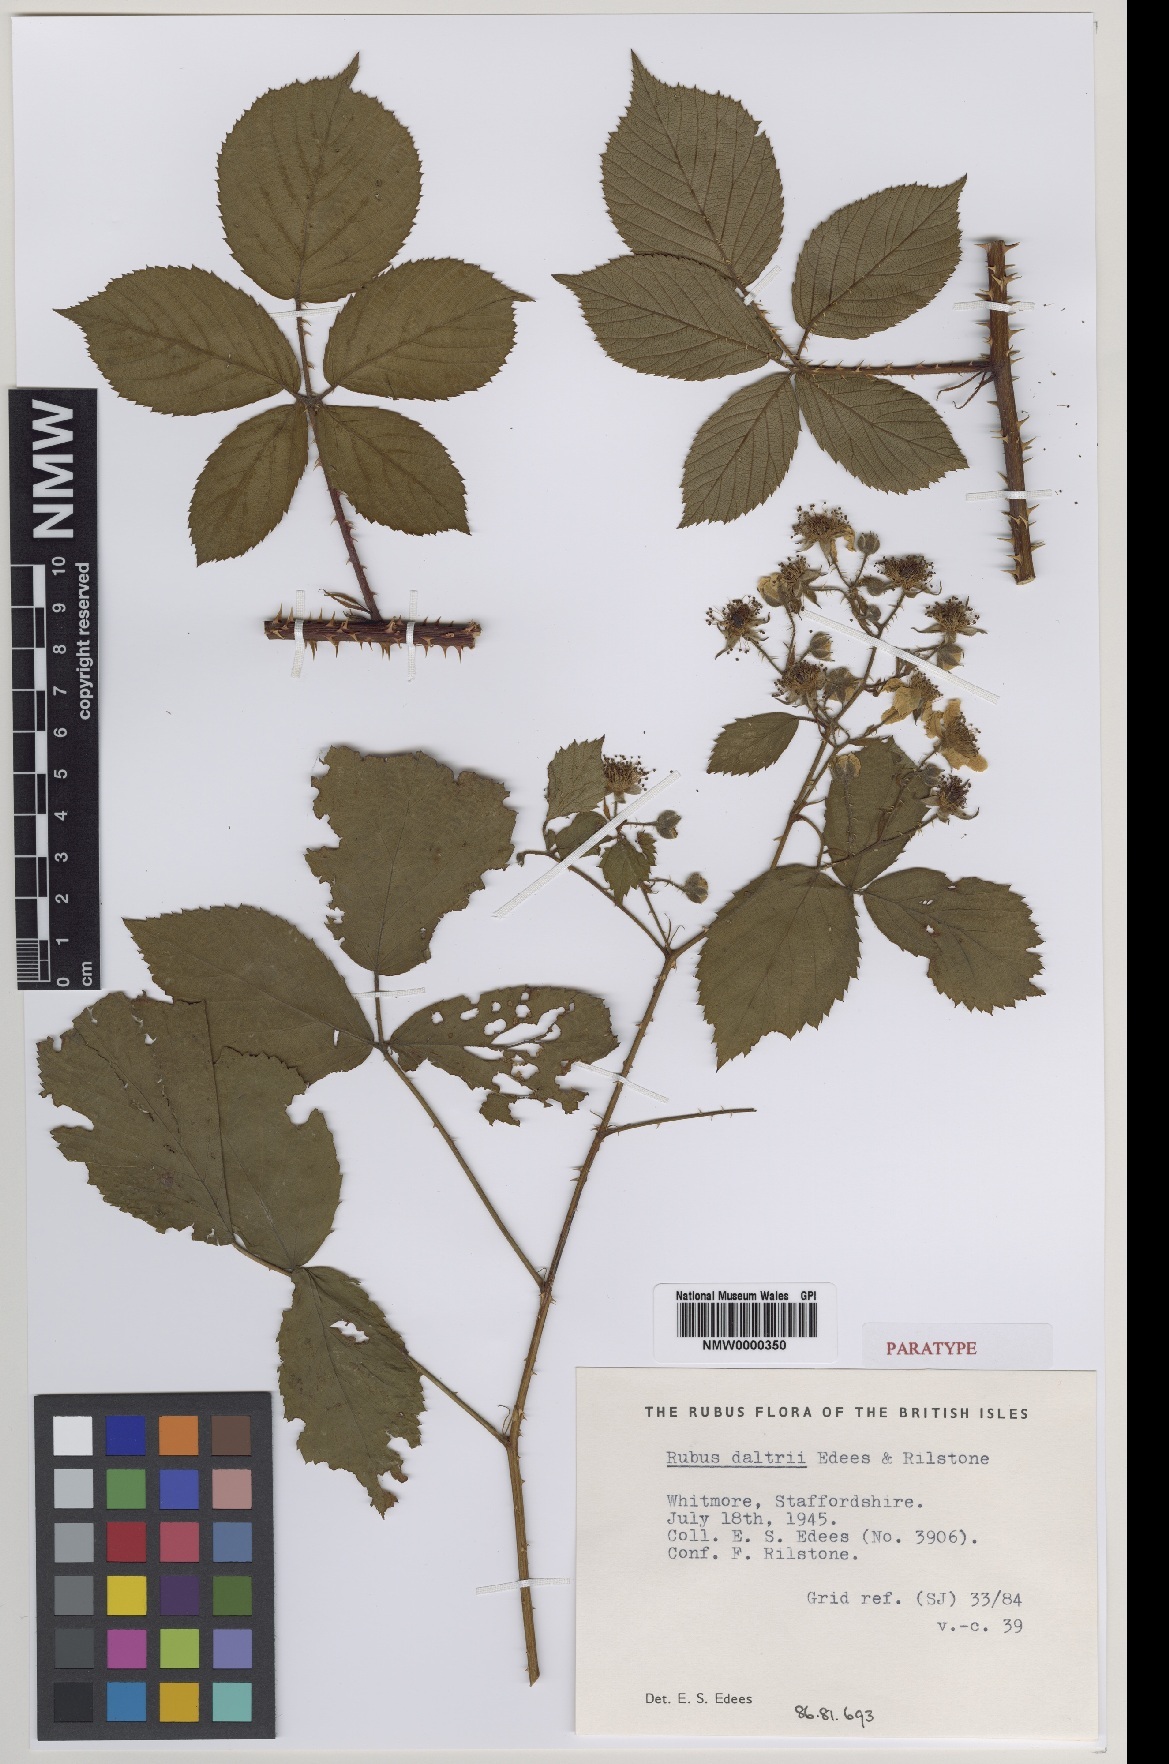 NMW
copyright reserved
10
9
8
7
6
5
4
3
2
1
0
cm
National Museum Wales GPI
NMW0000350
PARATYPE
THE RUBUS FLORA OF THE BRITISH ISLES
Rubus daltrii Edees & Rilstone
Whitmore, Staffordshire.
July 18th, 1945.
Coll. E. S. Edees (No. 3906).
Conf. F. Rilstone.
Grid ref. (SJ) 33/84
v.-c. 39
Det. E. S. Edees
86.81.693